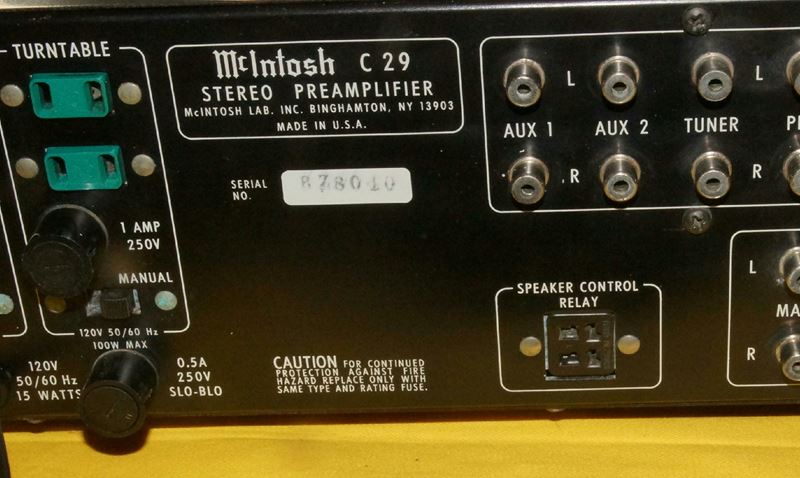 TURNTABLE
McIntosh C 29
STEREO PREAMPLIFIER
McINTOSH LAB. INC. BINGHAMTON, NY 13903
MADE IN U.S.A.
SERIAL
NO.
1 AMP
250V
MANUAL
120V 50/60 Hz
100W MAX
120V
50/60 Hz
15 WATTS
0.5A
250V
SLO-BLO
CAUTION FOR CONTINUED
PROTECTION AGAINST FIRE
HAZARD REPLACE ONLY WITH
SAME TYPE AND RATING FUSE.
L
L
AUX 1
AUX 2
TUNER
R
R
SPEAKER CONTROL
RELAY
L
R